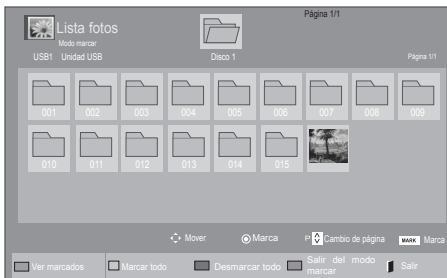 Página 1/1
Lista fotos
Modo marcar
USB1 Unidad USB
Disco 1
Página 1/1
001 002 003 004 005 006 007 008 009
010 011 012 013 014 015
Mover
Marca
P Cambio de página
MARK Marca
Ver marcados
Marcar todo
Desmarcar todo
Salir del modo
marcar
Salir